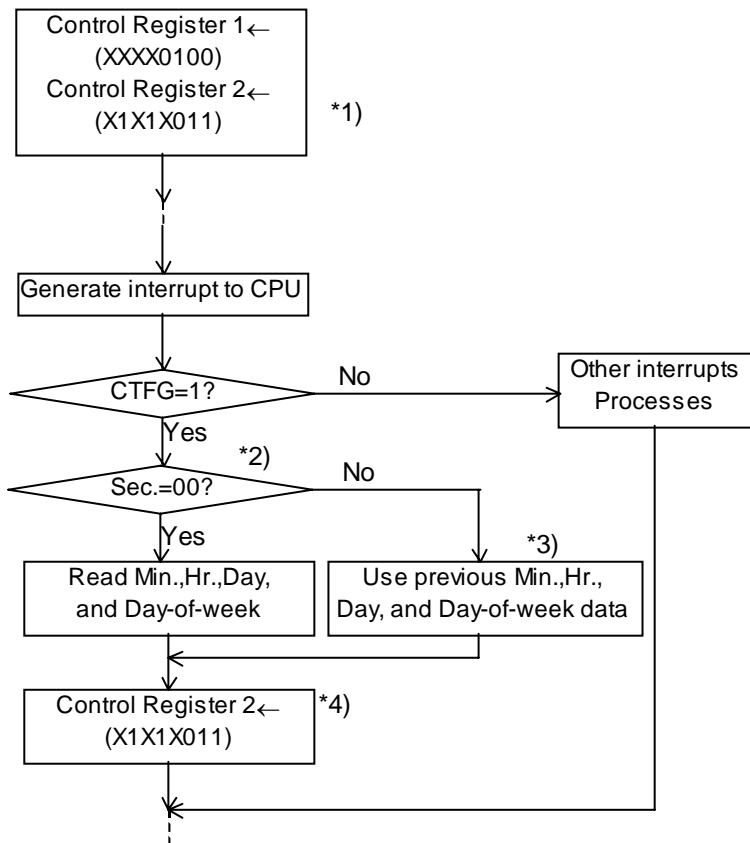 Control Register 1←
(XXXX0100)
Control Register 2←
(X1X1X011)
*1)
Generate interrupt to CPU
CTFG=1?
No
Other interrupts
Processes
Yes
*2)
Sec.=00?
No
Yes
*3)
Read Min.,Hr.,Day,
and Day-of-week
Use previous Min.,Hr.,
Day, and Day-of-week data
Control Register 2←
(X1X1X011)
*4)